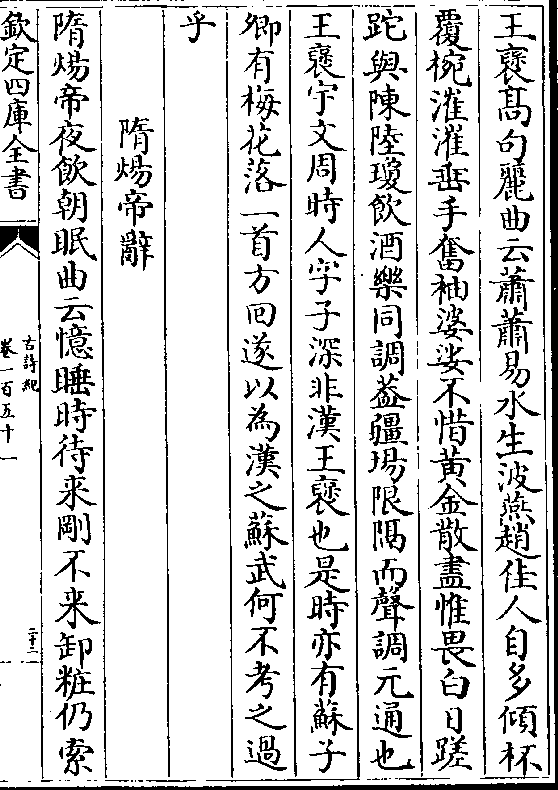 王褒髙句麗曲云蕭蕭易水生波燕趙佳人自多傾杯
覆椀漼漼垂手奮袖婆娑不惜黄金散盡惟畏白日蹉
跎與陳陸瓊飲酒樂同調葢疆埸限隔而聲調元通也
王褒宇文周時人字子深非漢王褒也是時亦有蘇子
卿有梅花落一首方回遂以為漢之蘇武何不考之過
乎
隋煬帝辭
隋煬帝夜飲朝眠曲云憶睡時待来剛不来卸粧仍索
欽定四庫全書
古詩紀
卷一百五十一
二十二